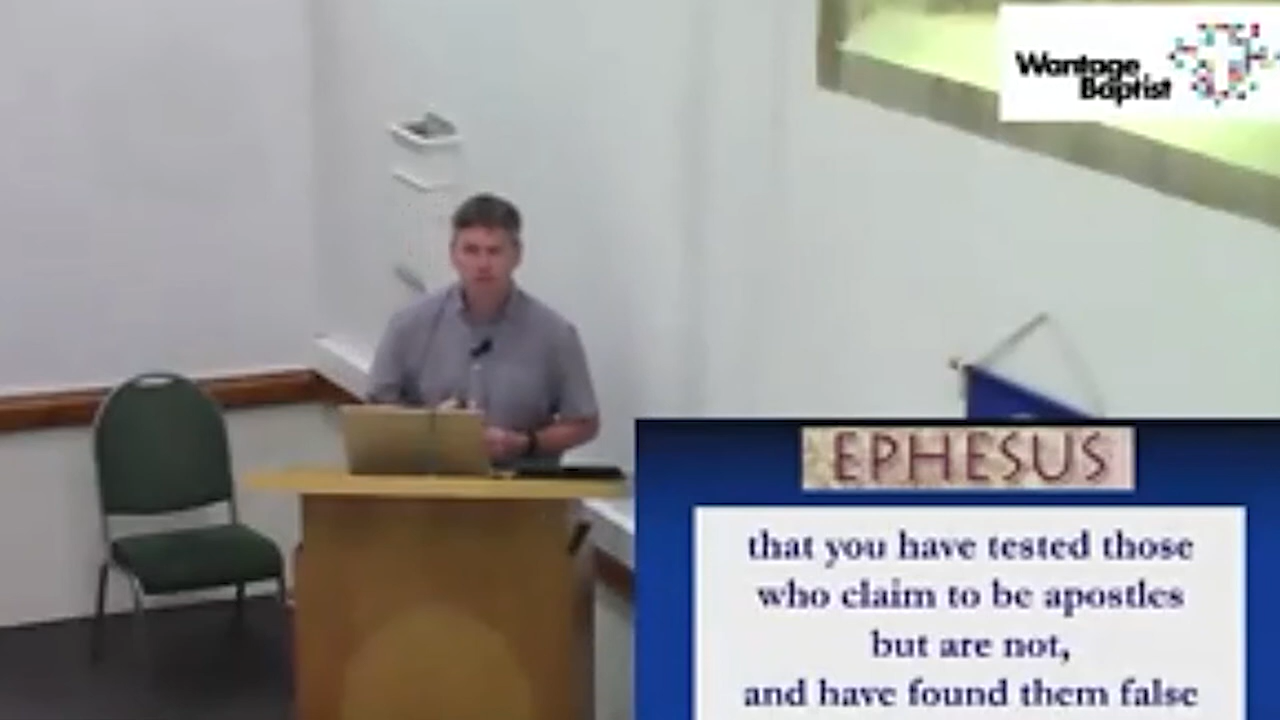 Wantage
Baptist
EPHESUS
that you have tested those
who claim to be apostles
but are not,
and have found them false